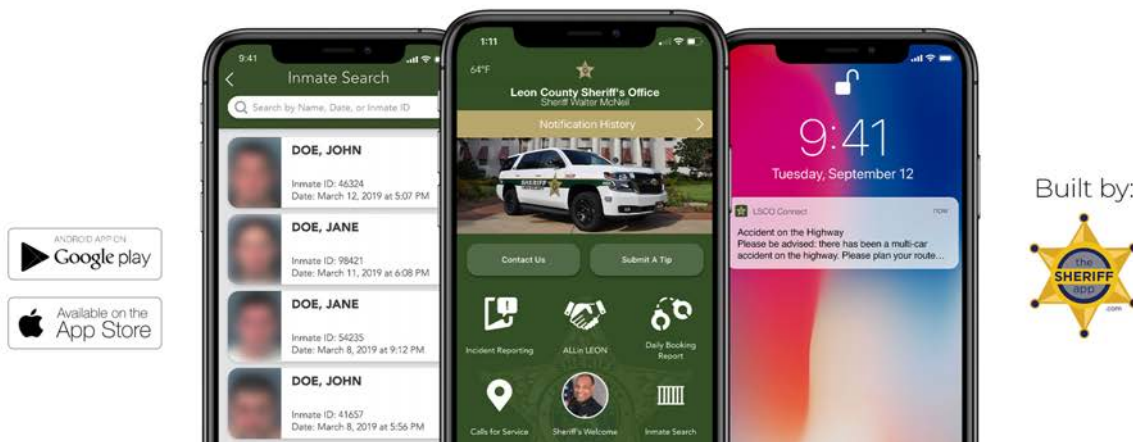 ANDROID APP ON
Google play
Available on the
App Store
9:41
Inmate Search
Search by Name, Date, or Inmate ID
DOE, JOHN
Inmate ID: 46324
Date: March 12, 2019 at 5:07 PM
DOE, JANE
Inmate ID: 98421
Date: March 11, 2019 at 6:08 PM
DOE, JANE
Inmate ID: 54235
Date: March 8, 2019 at 9:12 PM
DOE, JOHN
Inmate ID: 41657
Date: March 8, 2019 at 5:56 PM
1:11
64°F
Leon County Sheriff's Office
Sheriff Walter McNeil
Notification History
SHERIFF
Contact Us
Submit A Tip
Incident Reporting
ALLin LEON
Daily Booking
Report
Calls for Service
Sheriff's Welcome
Inmate Search
9:41
Tuesday, September 12
LSCO Connect
now
Accident on the Highway
Please be advised: there has been a multi-car
accident on the highway. Please plan your route...
Built by:
the
SHERIFF
app
.com